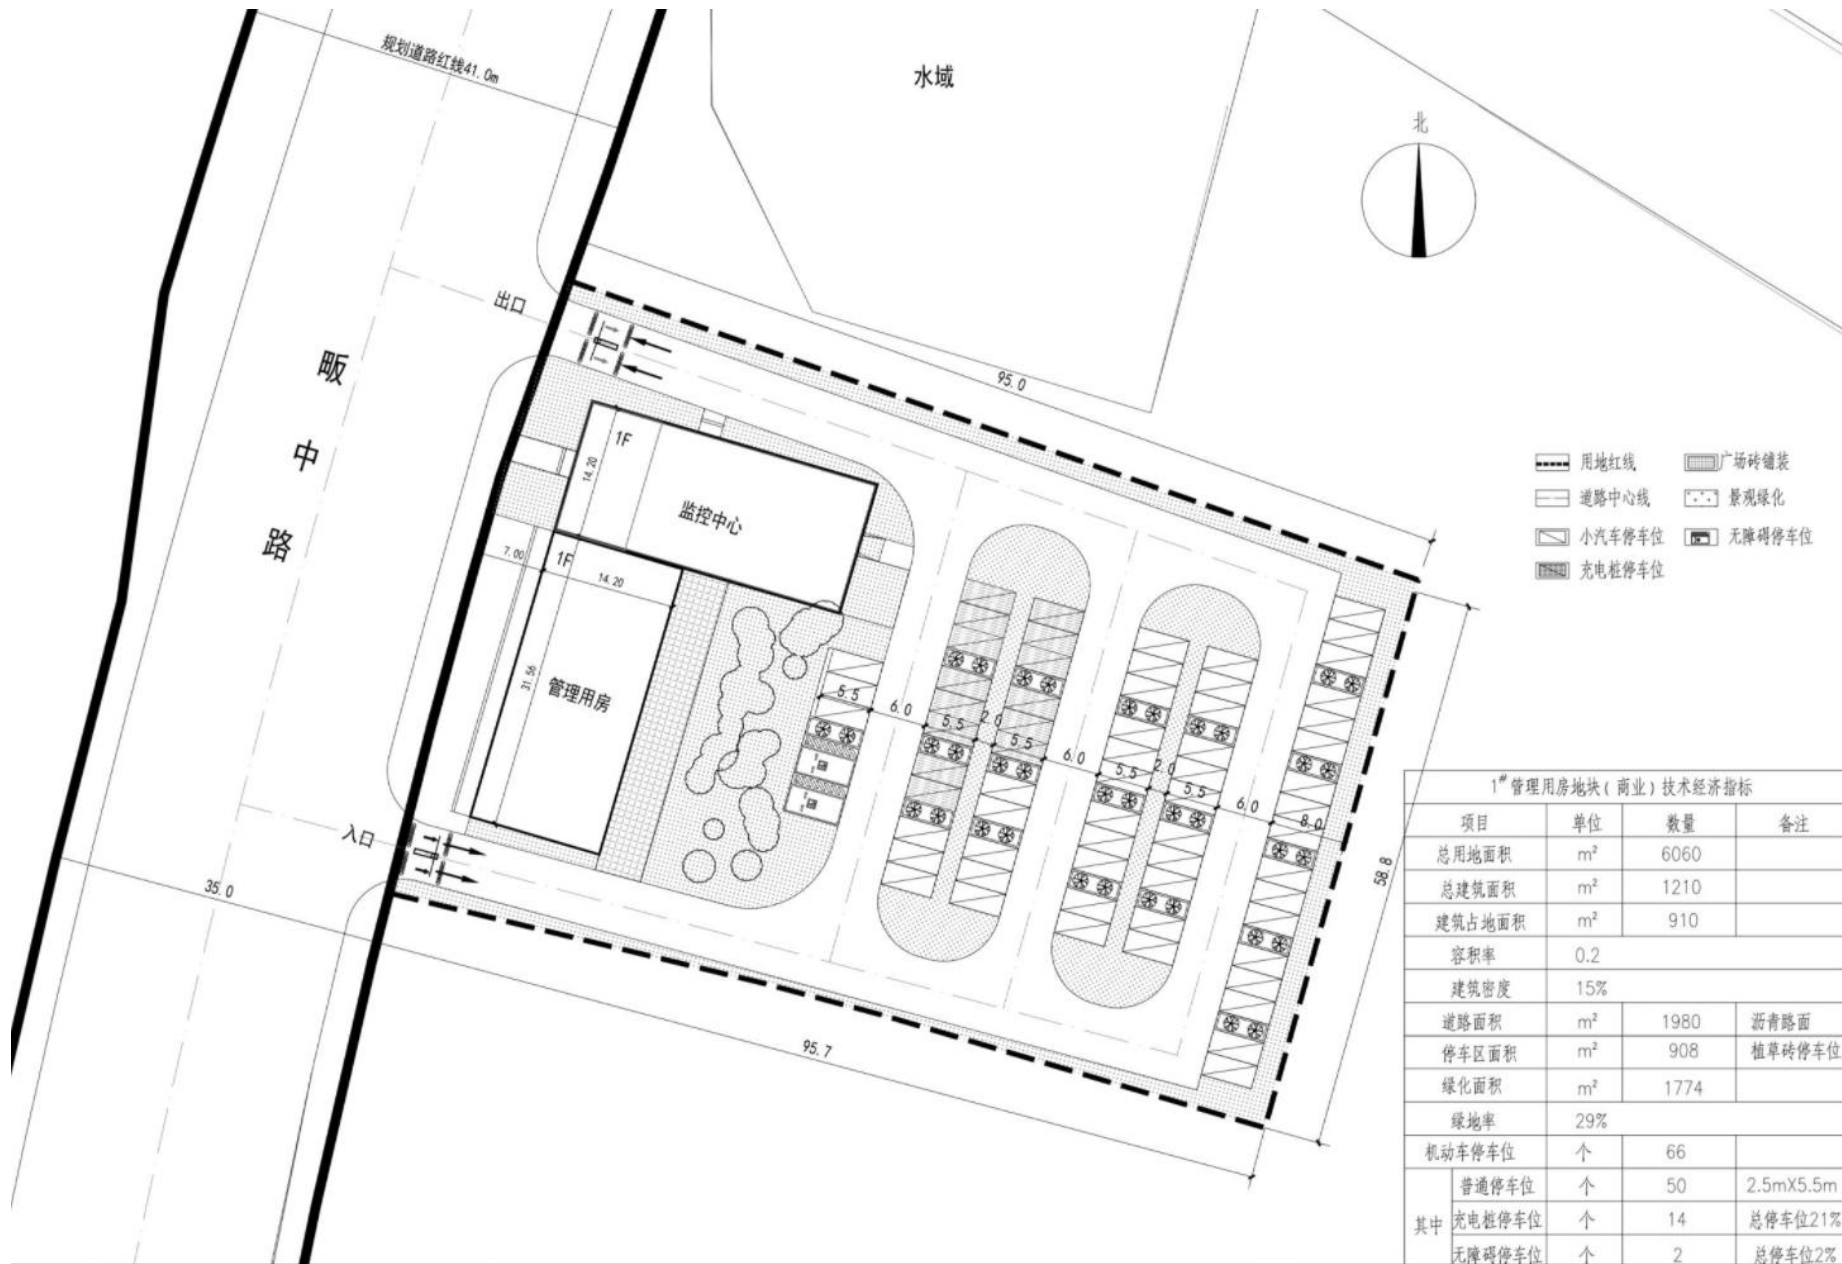 规划道路红线41.0m
水域
北
出口
畈中路
95.0
1F
14.20
监控中心
7.00
1F
14.20
31.56
管理用房
5.5
6.0
5.5
2.0
5.5
6.0
5.5
2.0
5.5
6.0
8.0
58.8
入口
35.0
95.7
用地红线 广场砖铺装
道路中心线 景观绿化
小汽车停车位 无障碍停车位
充电桩停车位
1#管理用房地块(商业)技术经济指标
项目 单位 数量 备注
总用地面积 m² 6060
总建筑面积 m² 1210
建筑占地面积 m² 910
容积率 0.2
建筑密度 15%
道路面积 m² 1980 沥青路面
停车区面积 m² 908 植草砖停车位
绿化面积 m² 1774
绿地率 29%
机动车停车位 个 66
其中
普通停车位 个 50 2.5mX5.5m
充电桩停车位 个 14 总停车位21%
无障碍停车位 个 2 总停车位2%